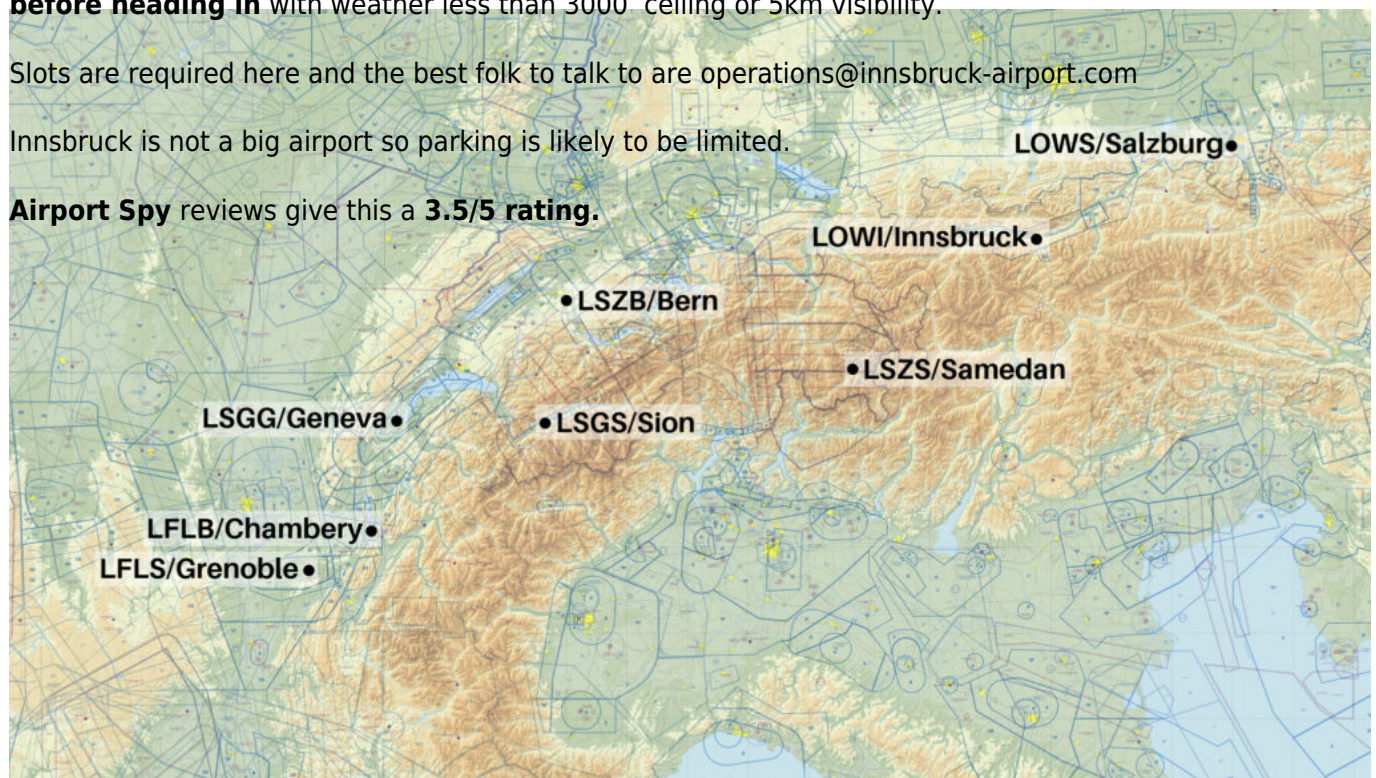 before heading in with weather less than 3000' ceiling or 5km visibility.
Slots are required here and the best folk to talk to are operations@innsbruck-airport.com
Innsbruck is not a big airport so parking is likely to be limited.
Airport Spy reviews give this a 3.5/5 rating.
LOWS/Salzburg
LOWI/Innsbruck
LSZB/Bern
LSZS/Samedan
LSGG/Geneva
LSGS/Sion
LFLB/Chambery
LFLS/Grenoble